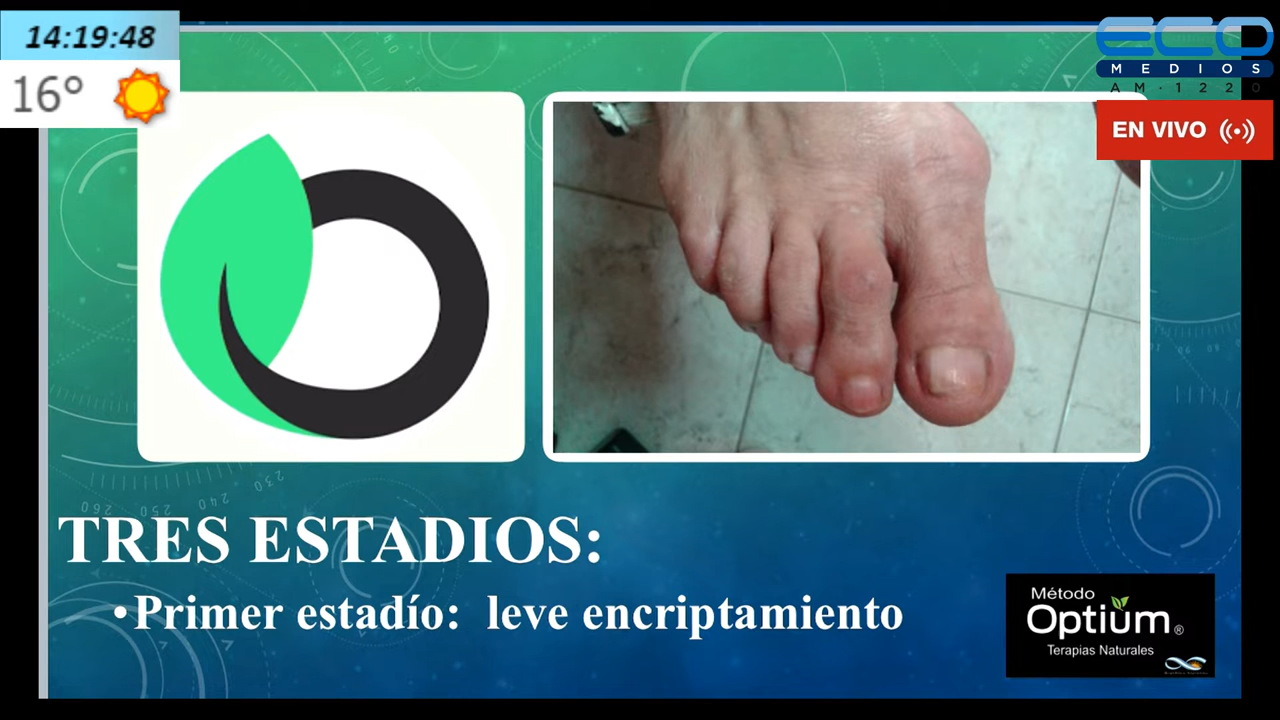 14:19:48
16°
ECO
MEDIOS
AM·1220
EN VIVO
TRES ESTADIOS:
•Primer estadío: leve encriptamiento
Método
Optium®
Terapias Naturales